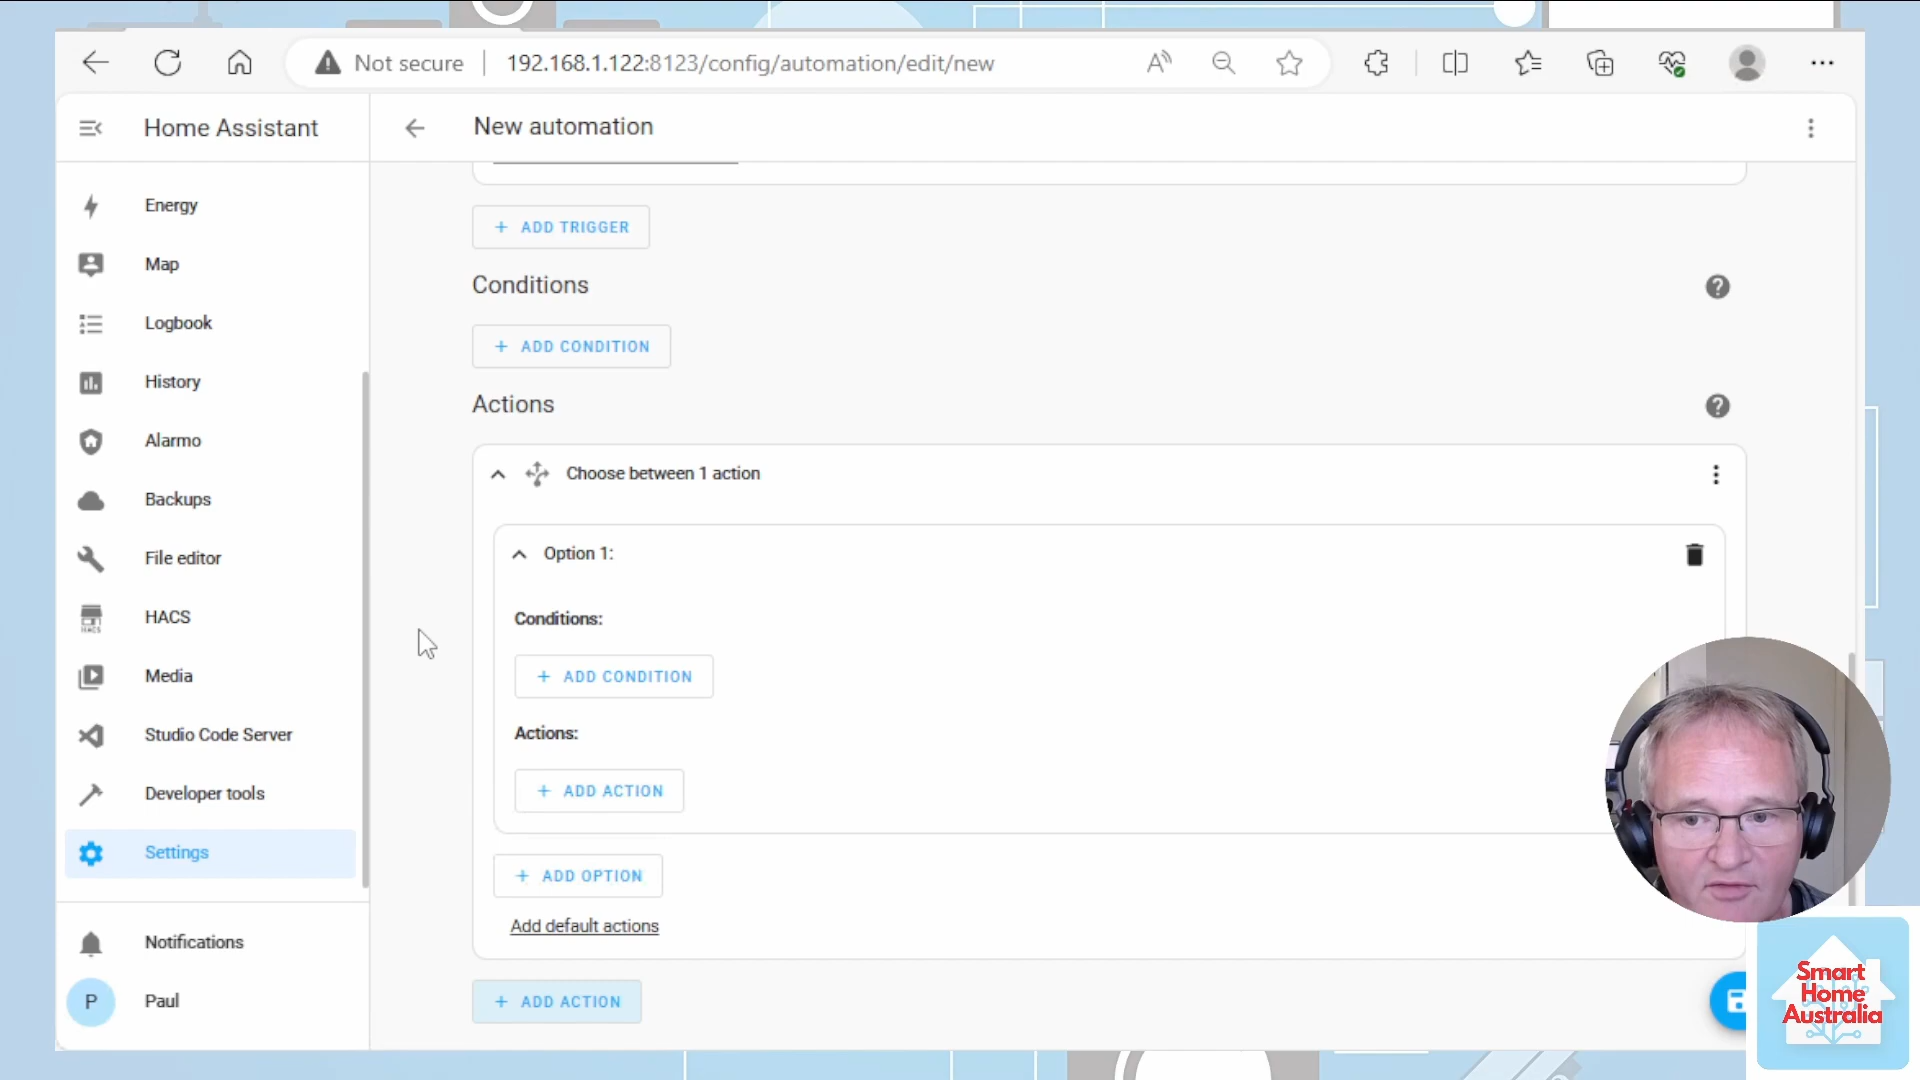 Not secure
192.168.1.122:8123/config/automation/edit/new
A
Home Assistant
New automation
Energy
Map
Logbook
History
Alarmo
Backups
File editor
HACS
HACS
Media
Studio Code Server
Developer tools
Settings
Notifications
P
Paul
+ ADD TRIGGER
Conditions
?
+ ADD CONDITION
Actions
?
Choose between 1 action
Option 1:
Conditions:
+ ADD CONDITION
Actions:
+ ADD ACTION
+ ADD OPTION
Add default actions
+ ADD ACTION
Smart
Home
Australia